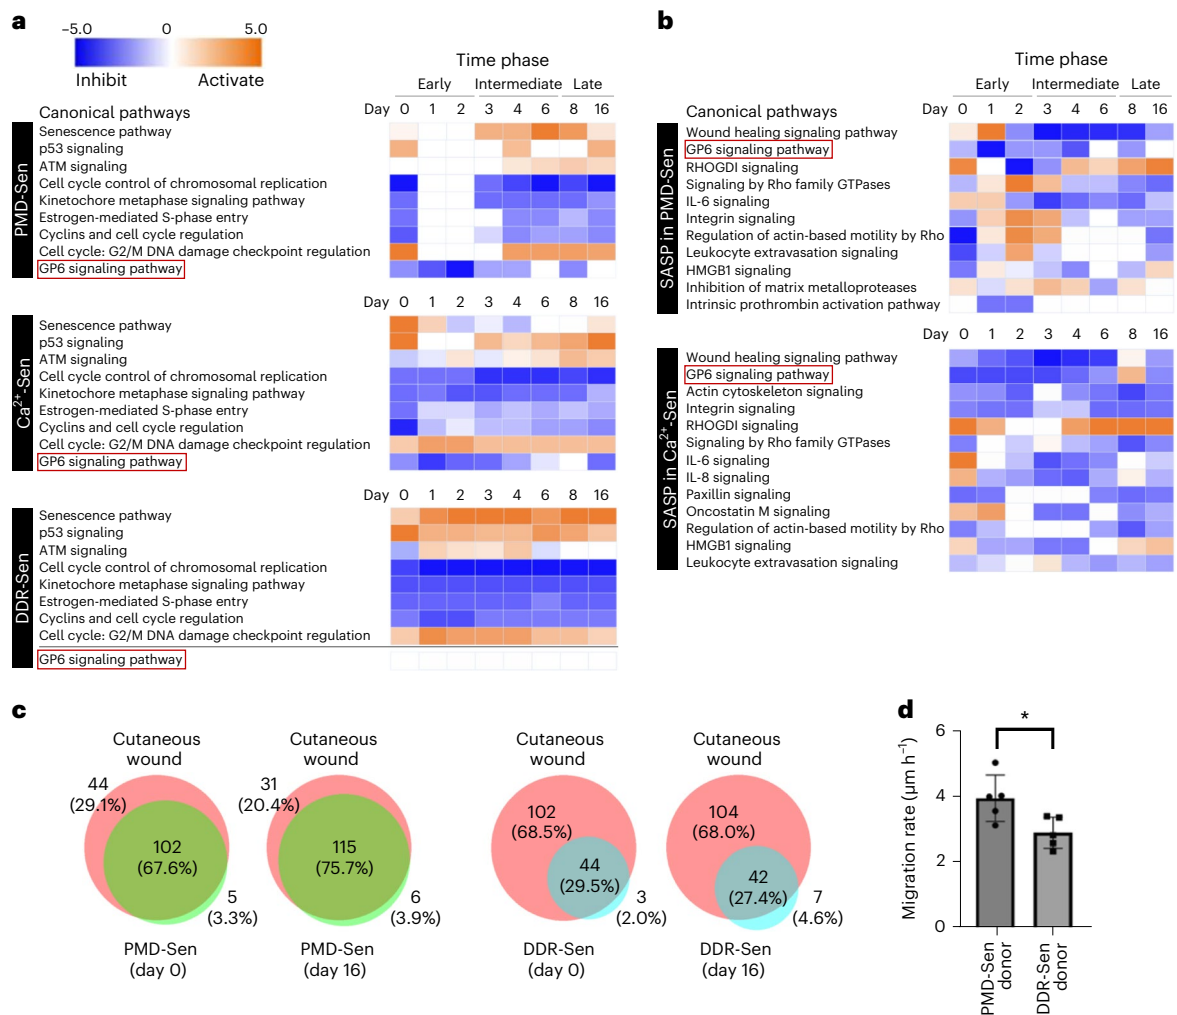 a
−5.0 0 5.0
Inhibit Activate
Time phase
Early Intermediate Late
Day 0 1 2 3 4 6 8 16
Canonical pathways
PMD-Sen
Senescence pathway
p53 signaling
ATM signaling
Cell cycle control of chromosomal replication
Kinetochore metaphase signaling pathway
Estrogen-mediated S-phase entry
Cyclins and cell cycle regulation
Cell cycle: G2/M DNA damage checkpoint regulation
GP6 signaling pathway
Day 0 1 2 3 4 6 8 16
Ca2+-Sen
Senescence pathway
p53 signaling
ATM signaling
Cell cycle control of chromosomal replication
Kinetochore metaphase signaling pathway
Estrogen-mediated S-phase entry
Cyclins and cell cycle regulation
Cell cycle: G2/M DNA damage checkpoint regulation
GP6 signaling pathway
Day 0 1 2 3 4 6 8 16
DDR-Sen
Senescence pathway
p53 signaling
ATM signaling
Cell cycle control of chromosomal replication
Kinetochore metaphase signaling pathway
Estrogen-mediated S-phase entry
Cyclins and cell cycle regulation
Cell cycle: G2/M DNA damage checkpoint regulation
GP6 signaling pathway
b
Time phase
Early Intermediate Late
Day 0 1 2 3 4 6 8 16
Canonical pathways
SASP in PMD-Sen
Wound healing signaling pathway
GP6 signaling pathway
RHOGDI signaling
Signaling by Rho family GTPases
IL-6 signaling
Integrin signaling
Regulation of actin-based motility by Rho
Leukocyte extravasation signaling
HMGB1 signaling
Inhibition of matrix metalloproteases
Intrinsic prothrombin activation pathway
Day 0 1 2 3 4 6 8 16
SASP in Ca2+-Sen
Wound healing signaling pathway
GP6 signaling pathway
Actin cytoskeleton signaling
Integrin signaling
RHOGDI signaling
Signaling by Rho family GTPases
IL-6 signaling
IL-8 signaling
Paxillin signaling
Oncostatin M signaling
Regulation of actin-based motility by Rho
HMGB1 signaling
Leukocyte extravasation signaling
c
Cutaneous
wound
44
(29.1%)
102
(67.6%)
5
(3.3%)
PMD-Sen
(day 0)
Cutaneous
wound
31
(20.4%)
115
(75.7%)
6
(3.9%)
PMD-Sen
(day 16)
Cutaneous
wound
102
(68.5%)
44
(29.5%)
3
(2.0%)
DDR-Sen
(day 0)
Cutaneous
wound
104
(68.0%)
42
(27.4%)
7
(4.6%)
DDR-Sen
(day 16)
d
Migration rate (µm h−1)
6
4
2
0
*
PMD-Sen
donor
DDR-Sen
donor